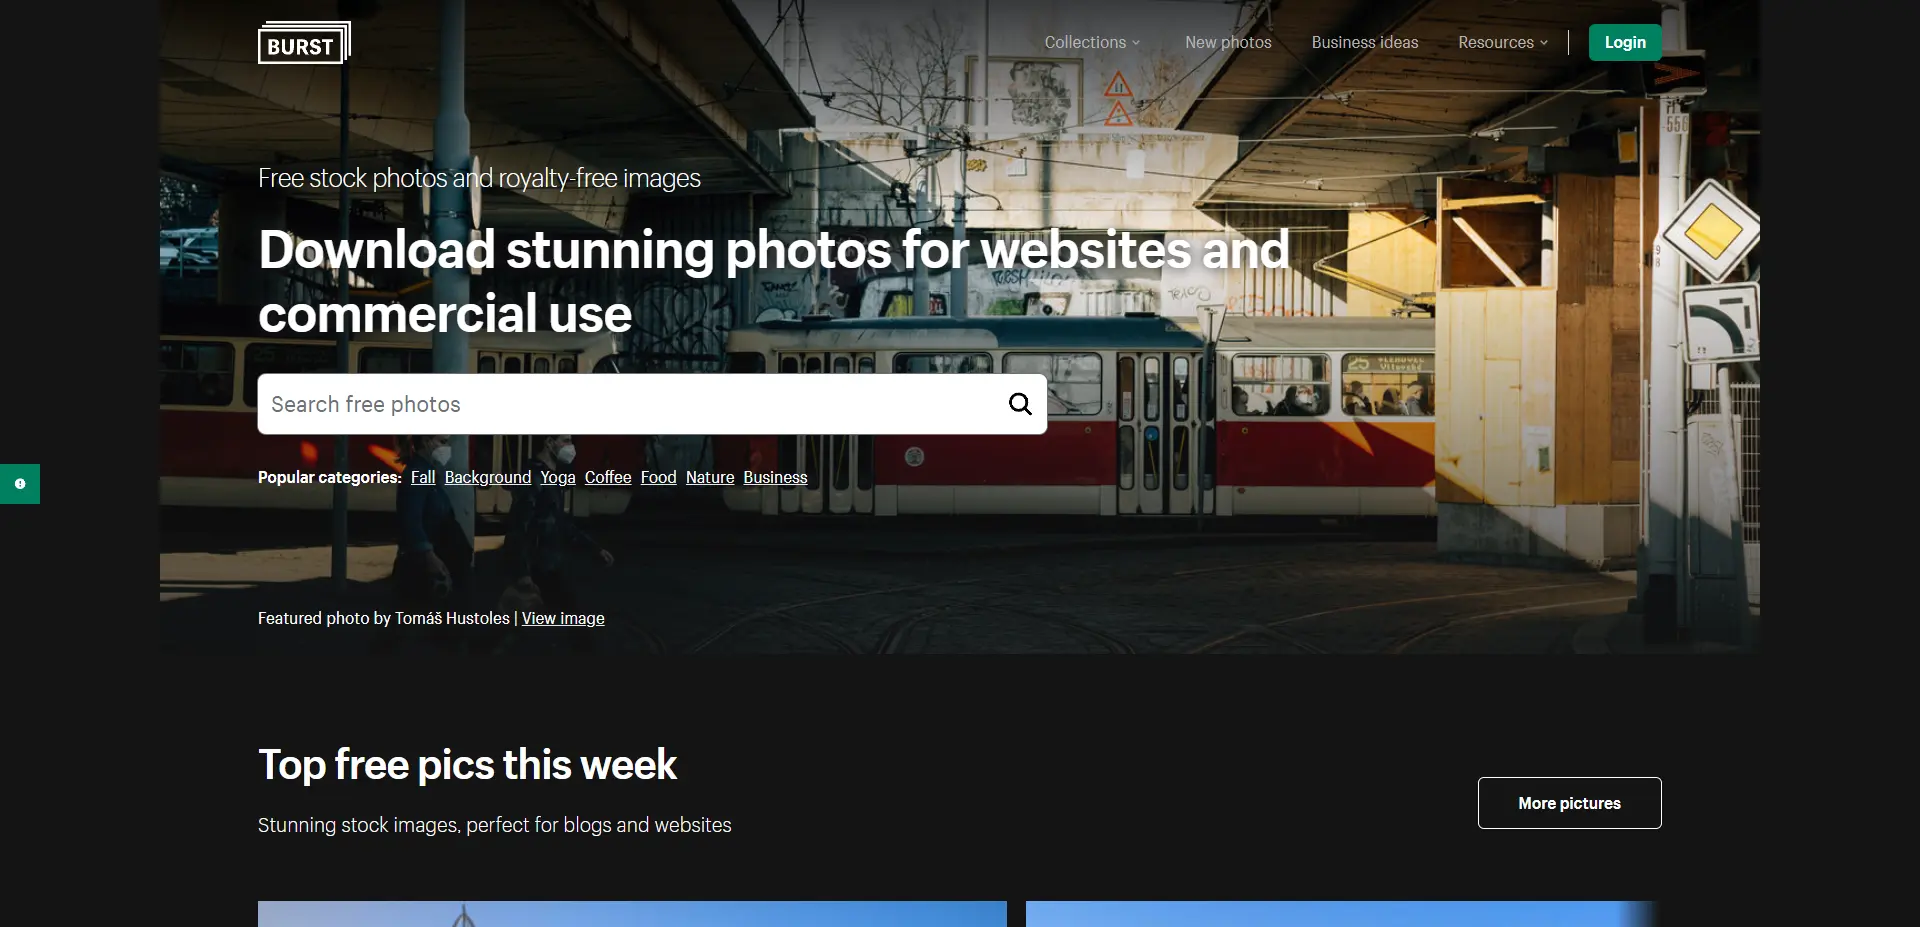 BURST
Collections
New photos
Business ideas
Resources
Login
Free stock photos and royalty-free images
Download stunning photos for websites and
commercial use
Search free photos
Popular categories: Fall Background Yoga Coffee Food Nature Business
Featured photo by Tomáš Hustoles | View image
Top free pics this week
Stunning stock images, perfect for blogs and websites
More pictures
556
25